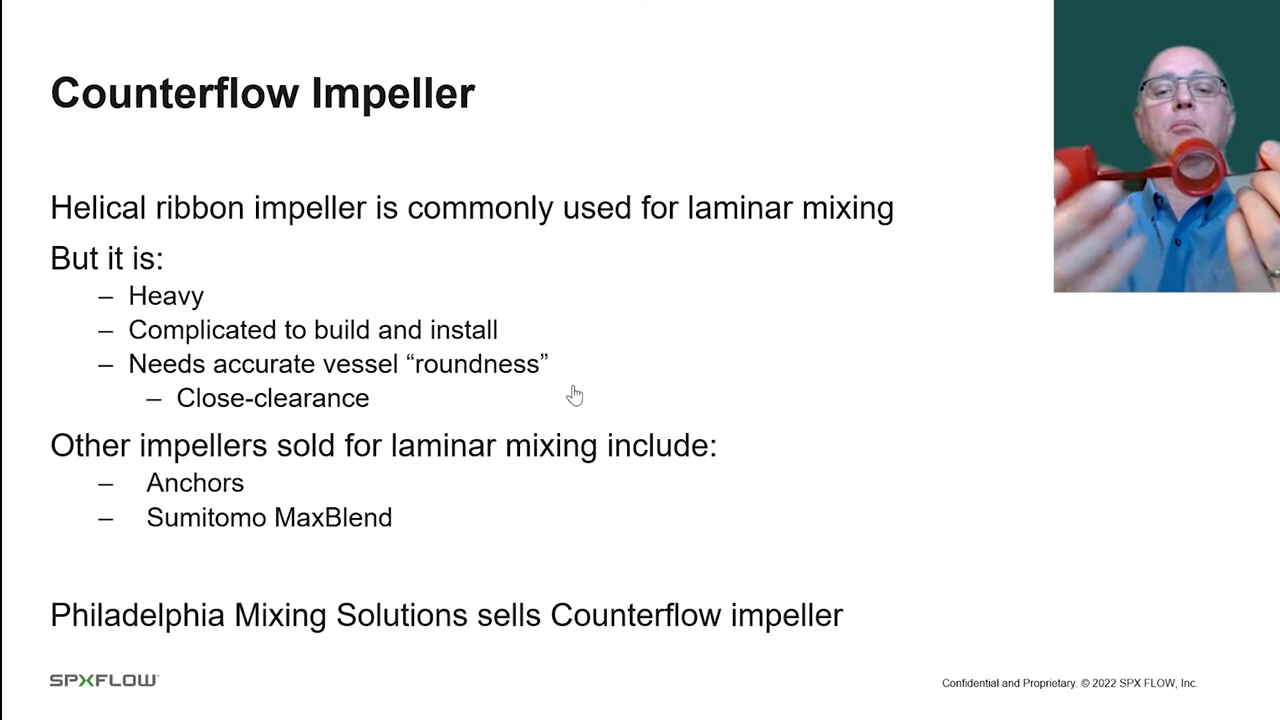 Counterflow Impeller
Helical ribbon impeller is commonly used for laminar mixing
But it is:
– Heavy
– Complicated to build and install
– Needs accurate vessel “roundness”
– Close-clearance
Other impellers sold for laminar mixing include:
– Anchors
– Sumitomo MaxBlend
Philadelphia Mixing Solutions sells Counterflow impeller
SPXFLOW
Confidential and Proprietary. © 2022 SPX FLOW, Inc.